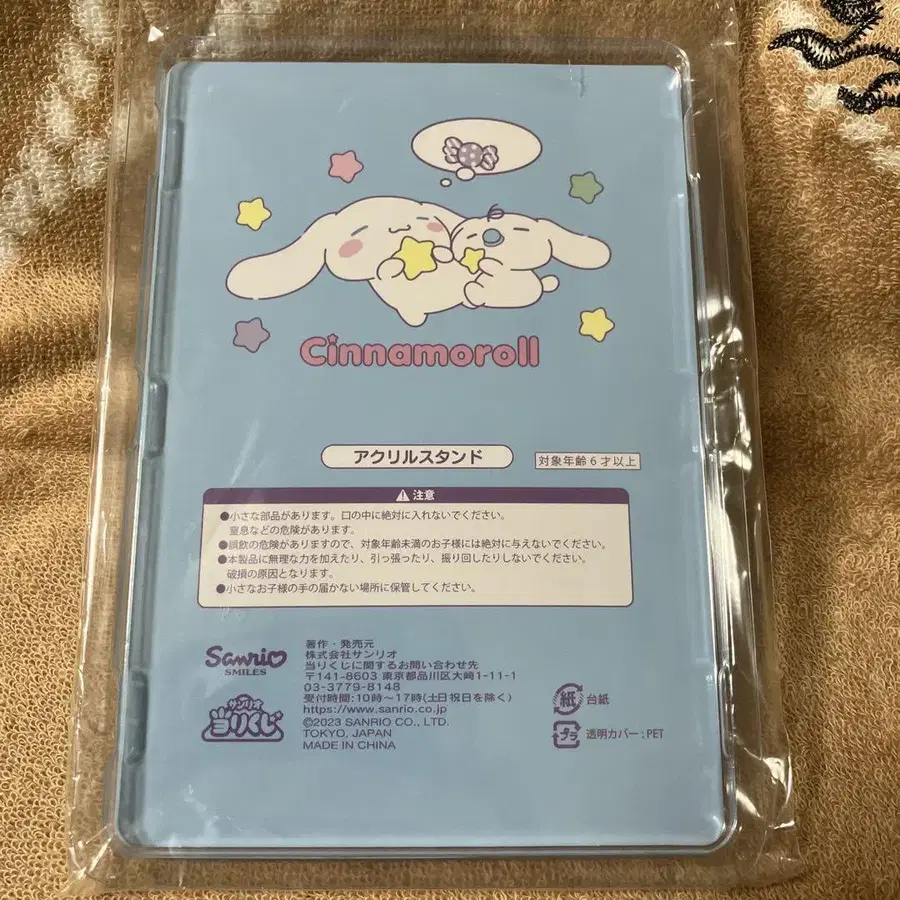 Cinnamoroll
アクリルスタンド
対象年齢6才以上
注意
●小さな部品があります。口の中に絶対に入れないでください。
窒息などの危険があります。
●誤飲の危険がありますので、対象年齢未満のお子様には絶対に与えないでください。
●本製品に無理な力を加えたり、引っ張ったり、振り回したりしないでください。
破損の原因となります。
●小さなお子様の手の届かない場所に保管してください。
Sanrio
SMILES
サンリオ
当りくじ
著作・発売元
株式会社サンリオ
当りくじに関するお問い合わせ先
〒141-8603 東京都品川区大崎1-11-1
03-3779-8148
受付時間:10時~17時(土日祝日を除く)
https://www.sanrio.co.jp
©2023 SANRIO CO., LTD.
TOKYO, JAPAN
MADE IN CHINA
紙 台紙
プラ 透明カバー:PET